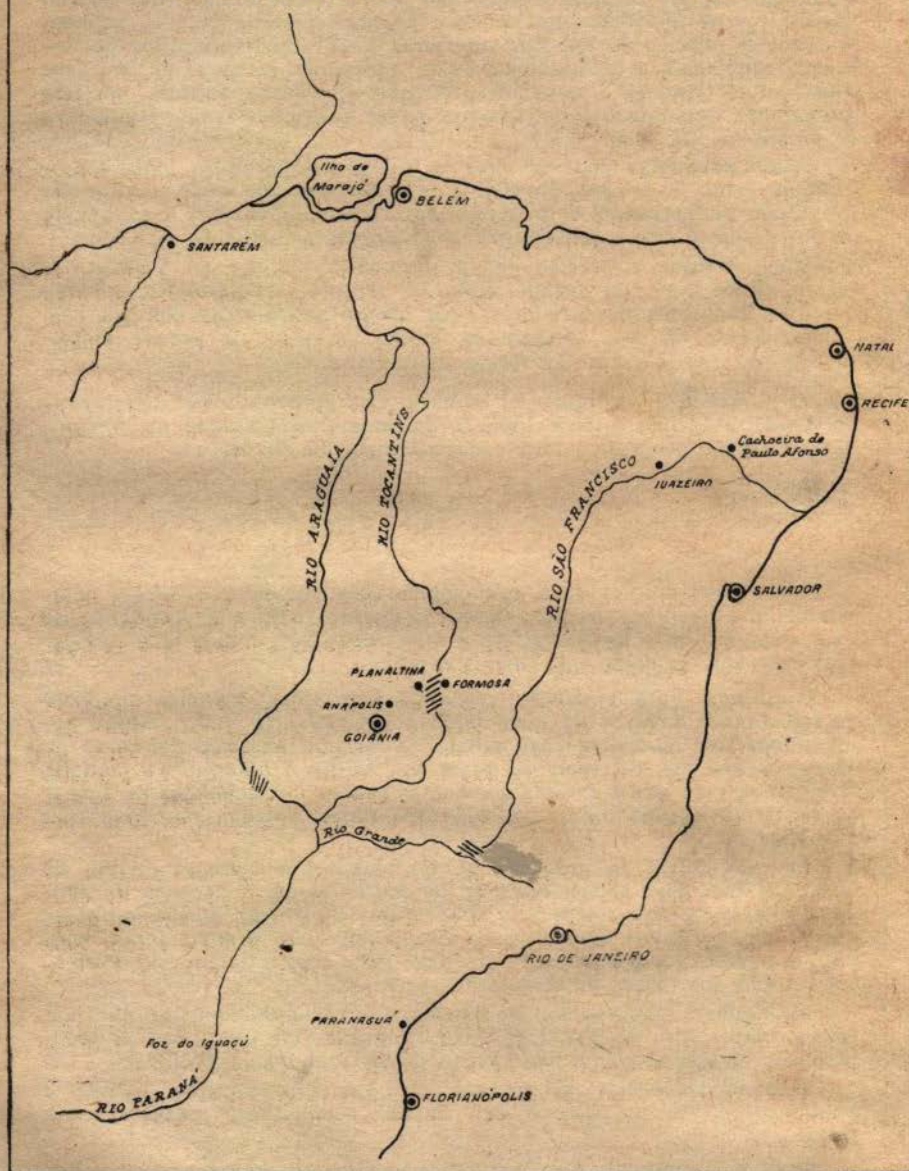 Ilha de
Marajó
BELÉM
SANTARÉM
NATAL
RECIFE
Cachoeira de
Paulo Afonso
IUAZEIRO
RIO ARAGUAIA
RIO TOCANTINS
RIO SÃO FRANCISCO
SALVADOR
PLANALTINA
FORMOSA
ANÁPOLIS
GOIÂNIA
Rio Grande
RIO DE JANEIRO
PARANAGUÁ
Foz do Iguaçú
RIO PARANÁ
FLORIANÓPOLIS